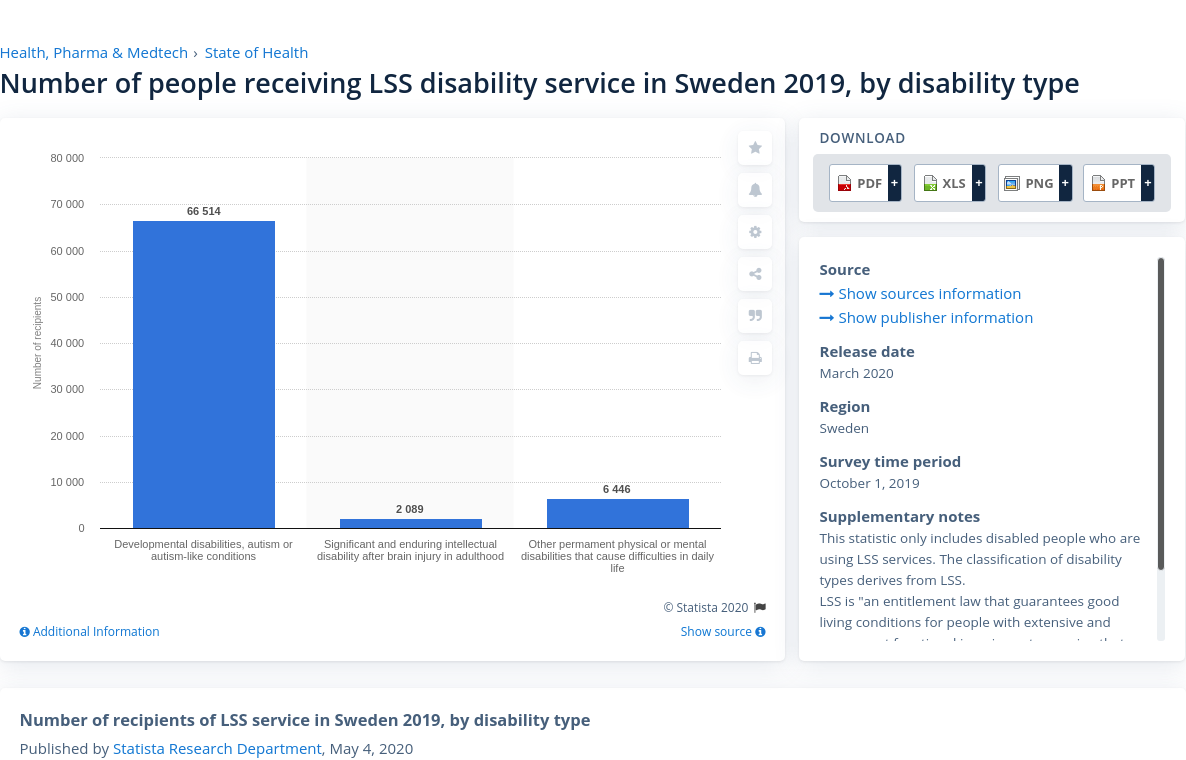 Health, Pharma & Medtech › State of Health
Number of people receiving LSS disability service in Sweden 2019, by disability type
80 000
70 000
60 000
50 000
40 000
30 000
20 000
10 000
0
Number of recipients
66 514
2 089
6 446
Developmental disabilities, autism or
autism-like conditions
Significant and enduring intellectual
disability after brain injury in adulthood
Other permament physical or mental
disabilities that cause difficulties in daily
life
© Statista 2020
Additional Information
Show source
DOWNLOAD
PDF +
XLS +
PNG +
PPT +
Source
Show sources information
Show publisher information
Release date
March 2020
Region
Sweden
Survey time period
October 1, 2019
Supplementary notes
This statistic only includes disabled people who are
using LSS services. The classification of disability
types derives from LSS.
LSS is "an entitlement law that guarantees good
living conditions for people with extensive and
Number of recipients of LSS service in Sweden 2019, by disability type
Published by Statista Research Department, May 4, 2020